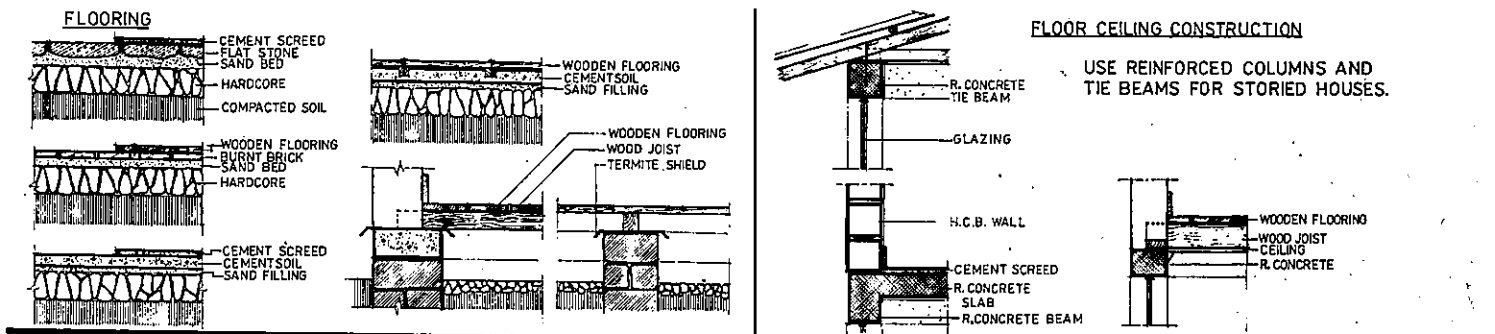 FLOORING
CEMENT SCREED
FLAT STONE
SAND BED
HARDCORE
COMPACTED SOIL
WOODEN FLOORING
BURNT BRICK
SAND BED
HARDCORE
CEMENT SCREED
CEMENTSOIL
SAND FILLING
WOODEN FLOORING
CEMENTSOIL
SAND FILLING
WOODEN FLOORING
WOOD JOIST
TERMITE SHIELD
FLOOR CEILING CONSTRUCTION
USE REINFORCED COLUMNS AND
TIE BEAMS FOR STORIED HOUSES.
R.CONCRETE
TIE BEAM
GLAZING
H.C.B. WALL
CEMENT SCREED
R.CONCRETE
SLAB
R.CONCRETE BEAM
WOODEN FLOORING
WOOD JOIST
CEILING
R.CONCRETE